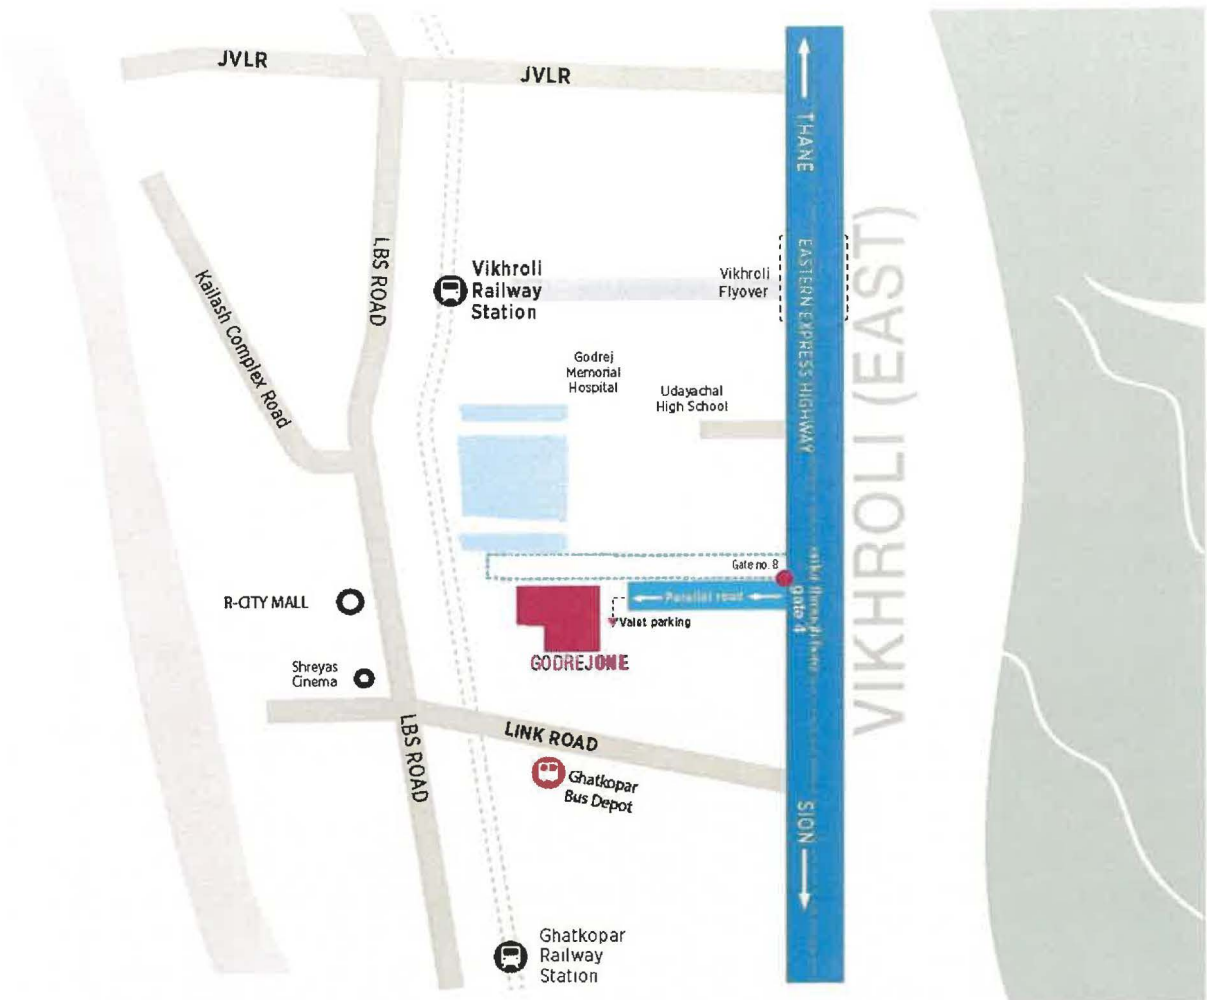 JVLR
JVLR
THANE
LBS ROAD
Kailash Complex Road
Vikhroli
Railway
Station
Vikhroli
Flyover
EASTERN EXPRESS HIGHWAY
VIKHROLI (EAST)
Godrej
Memorial
Hospital
Udayachal
High School
Gate no. 8
gate 4
Parallel road
Valet parking
R-CITY MALL
GODREJONE
Shreyas
Cinema
LBS ROAD
LINK ROAD
Ghatkopar
Bus Depot
SION
Ghatkopar
Railway
Station